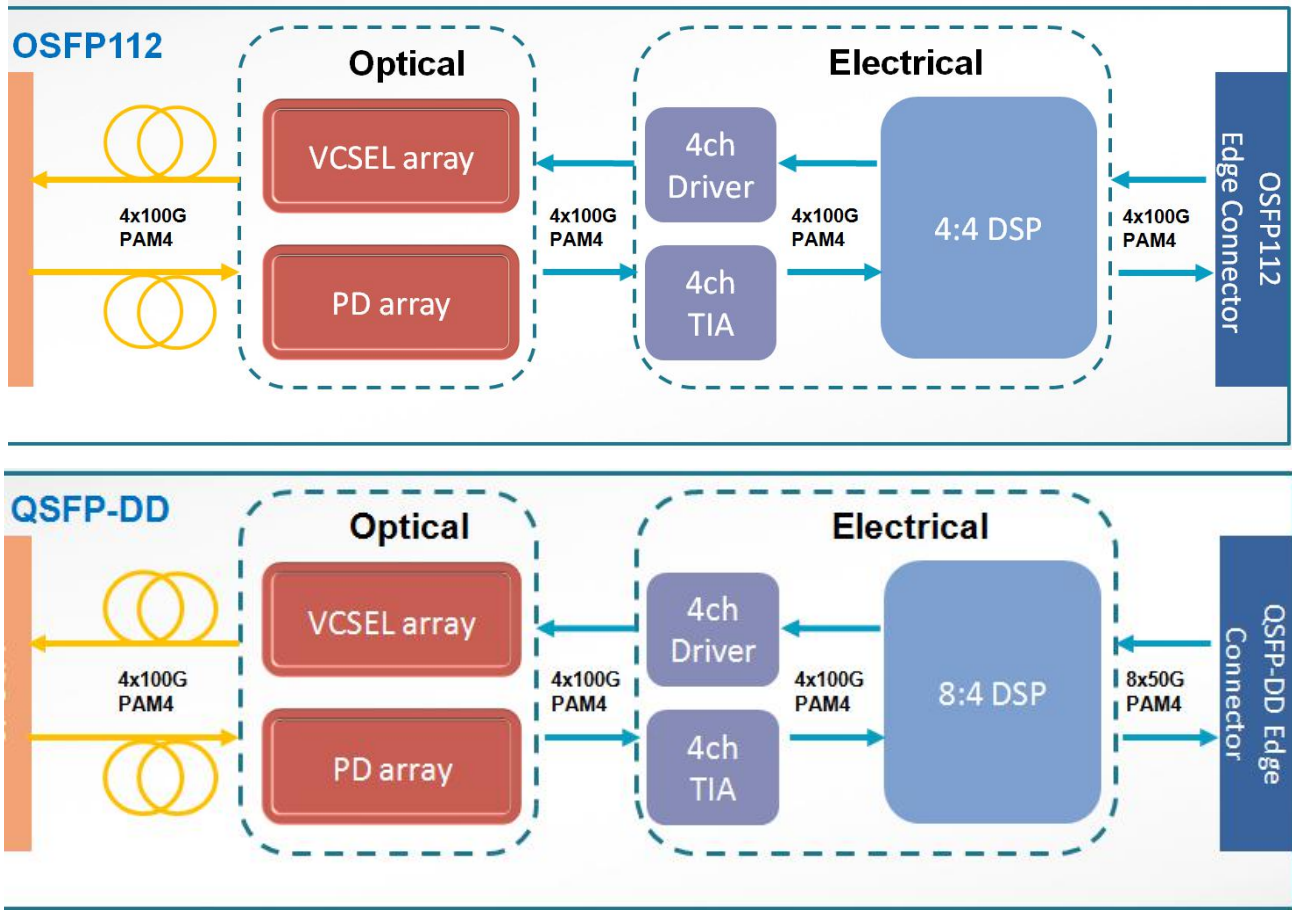 OSFP112
Optical
Electrical
VCSEL array
PD array
4ch
Driver
4ch
TIA
4:4 DSP
4x100G
PAM4
4x100G
PAM4
4x100G
PAM4
4x100G
PAM4
OSFP112
Edge Connector
QSFP-DD
Optical
Electrical
VCSEL array
PD array
4ch
Driver
4ch
TIA
8:4 DSP
4x100G
PAM4
4x100G
PAM4
4x100G
PAM4
8x50G
PAM4
QSFP-DD Edge
Connector